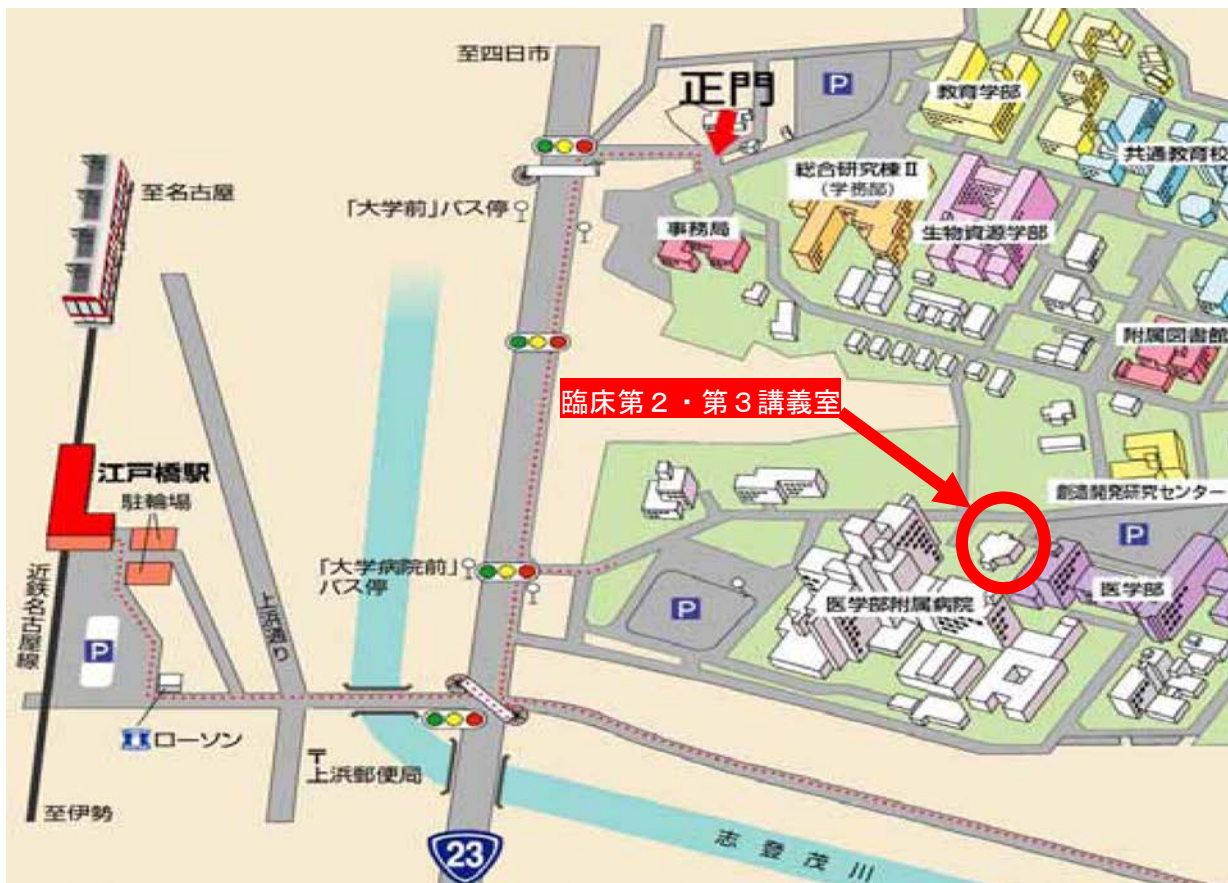 至四日市
正門
P
教育学部
共通教育校
至名古屋
「大学前」バス停
総合研究棟Ⅱ
(学務部)
事務局
生物資源学部
附属図書館
臨床第2・第3講義室
江戸橋駅
駐輪場
創造開発研究センター
P
「大学病院前」
バス停
P
医学部
医学部附属病院
近鉄名古屋線
上浜通り
P
ローソン
〒
上浜郵便局
至伊勢
23
志登茂川